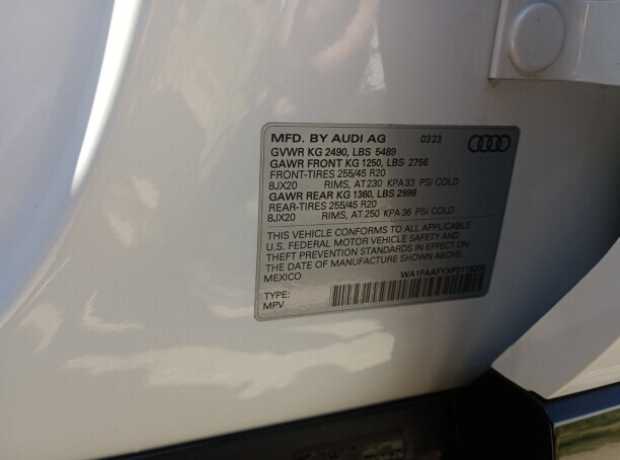 MFD. BY AUDI AG 03/23
GVWR KG 2490, LBS 5489
GAWR FRONT KG 1250, LBS 2756
FRONT-TIRES 255/45 R20
8JX20 RIMS, AT 230 KPA 33 PSI COLD
GAWR REAR KG 1360, LBS 2998
REAR-TIRES 255/45 R20
8JX20 RIMS, AT 250 KPA 36 PSI COLD
THIS VEHICLE CONFORMS TO ALL APPLICABLE
U.S. FEDERAL MOTOR VEHICLE SAFETY AND
THEFT PREVENTION STANDARDS IN EFFECT ON
THE DATE OF MANUFACTURE SHOWN ABOVE.
MEXICO
TYPE:
MPV